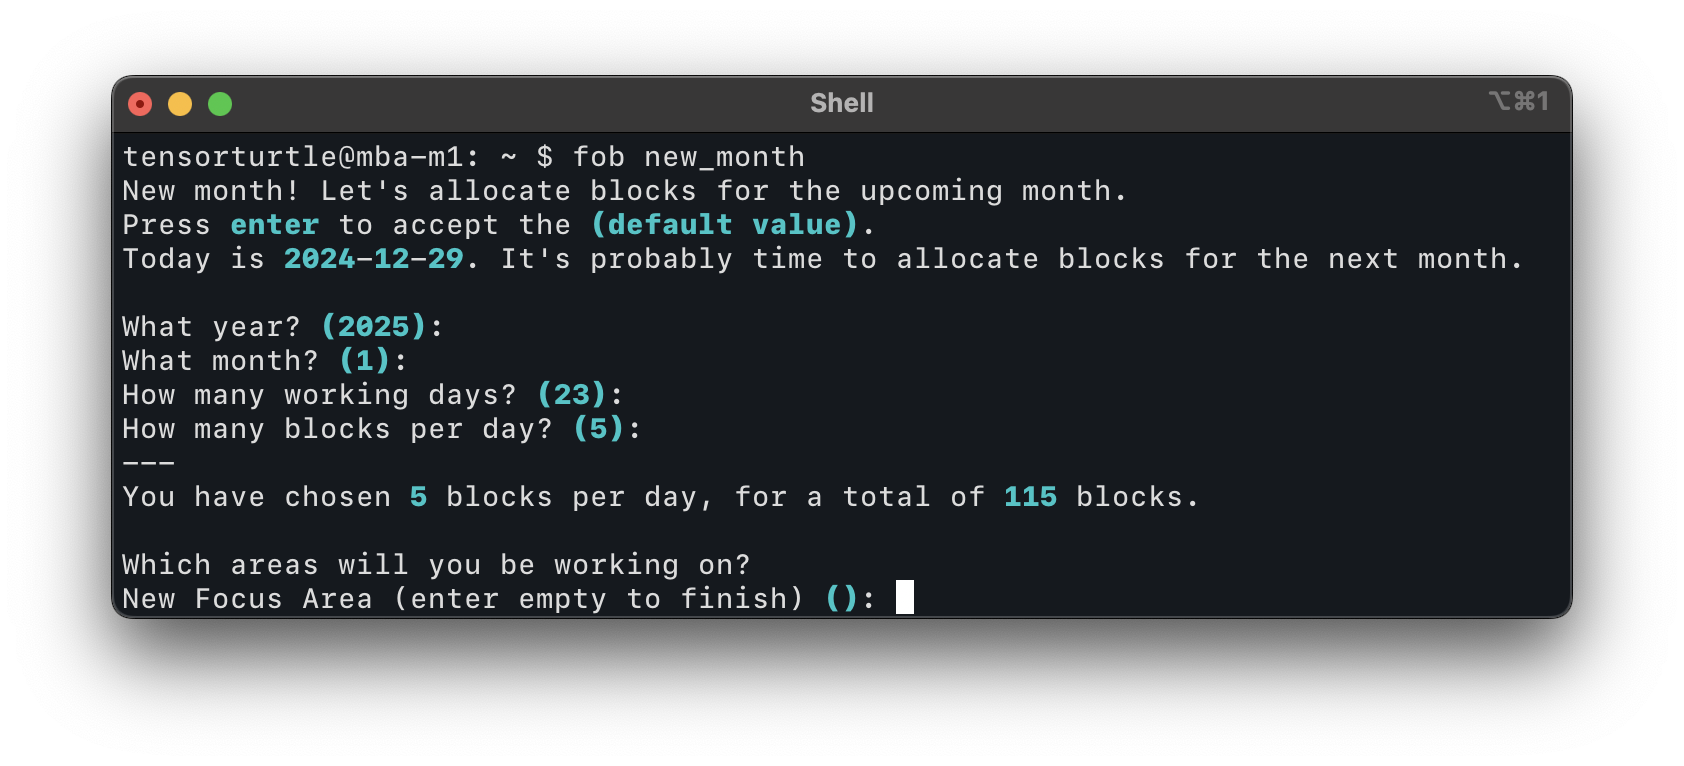 Shell
⌥⌘1
tensorturtle@mba-m1: ~ $ fob new_month
New month! Let's allocate blocks for the upcoming month.
Press enter to accept the (default value).
Today is 2024-12-29. It's probably time to allocate blocks for the next month.
What year? (2025):
What month? (1):
How many working days? (23):
How many blocks per day? (5):
---
You have chosen 5 blocks per day, for a total of 115 blocks.
Which areas will you be working on?
New Focus Area (enter empty to finish) ():